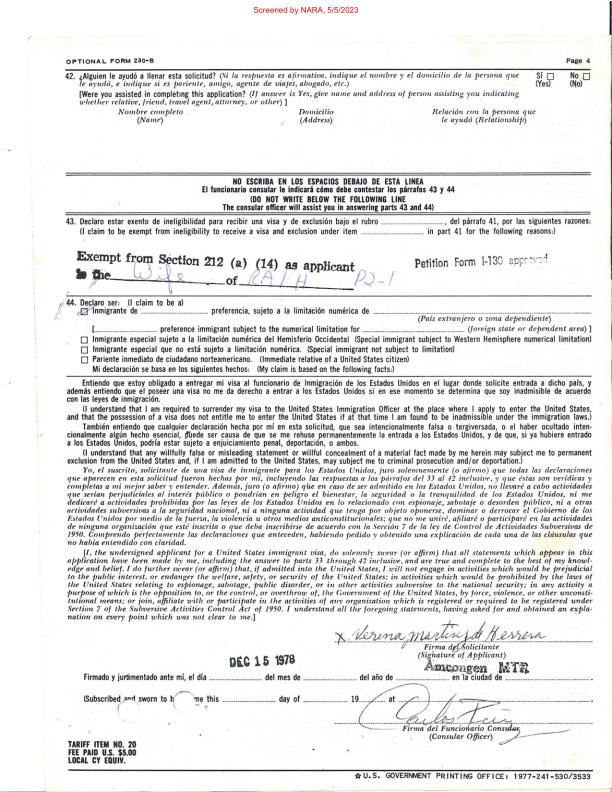 Screened by NARA, 5/5/2023
OPTIONAL FORM 230-B
Page 4
42. ¿Alguien le ayudó a llenar esta solicitud? (Si la respuesta es afirmativa, indique el nombre y el domicilio de la persona que
le ayudó, e indique si es pariente, amigo, agente de viajes, abogado, etc.)
Sí ☐ No ☐
(Yes) (No)
[Were you assisted in completing this application? (If answer is Yes, give name and address of person assisting you indicating
whether relative, friend, travel agent, attorney, or other) ]
Nombre completo Domicilio Relación con la persona que
(Name) (Address) le ayudó (Relationship)
NO ESCRIBA EN LOS ESPACIOS DEBAJO DE ESTA LINEA
El funcionario consular le indicará cómo debe contestar los párrafos 43 y 44
(DO NOT WRITE BELOW THE FOLLOWING LINE
The consular officer will assist you in answering parts 43 and 44)
43. Declaro estar exento de ineligibilidad para recibir una visa y de exclusión bajo el rubro ...................., del párrafo 41, por las siguientes razones:
(I claim to be exempt from ineligibility to receive a visa and exclusion under item .................... in part 41 for the following reasons:)
Exempt from Section 212 (a) (14) as applicant
Petition Form I-130 approved
is the Wife of P2-1
44. Declaro ser: (I claim to be a)
Inmigrante de .................... preferencia, sujeto a la limitación numérica de ....................
(País extranjero o zona dependiente)
[.................... preference immigrant subject to the numerical limitation for .................... (foreign state or dependent area) ]
☐ Inmigrante especial sujeto a la limitación numérica del Hemisferio Occidental (Special immigrant subject to Western Hemisphere numerical limitation)
☐ Inmigrante especial que no está sujeto a limitación numérica. (Special immigrant not subject to limitation)
☐ Pariente inmediato de ciudadano norteamericano. (Immediate relative of a United States citizen)
Mi declaración se basa en los siguientes hechos: (My claim is based on the following facts:)
Entiendo que estoy obligado a entregar mi visa al funcionario de Inmigración de los Estados Unidos en el lugar donde solicite entrada a dicho país, y
además entiendo que el poseer una visa no me da derecho a entrar a los Estados Unidos si en ese momento se determina que soy inadmisible de acuerdo
con las leyes de inmigración.
(I understand that I am required to surrender my visa to the United States Immigration Officer at the place where I apply to enter the United States,
and that the possession of a visa does not entitle me to enter the United States if at that time I am found to be inadmissible under the immigration laws.)
También entiendo que cualquier declaración hecha por mí en esta solicitud, que sea intencionalmente falsa o tergiversada, o el haber ocultado inten-
cionalmente algún hecho esencial, puede ser causa de que se me rehuse permanentemente la entrada a los Estados Unidos, y de que, si ya hubiere entrado
a los Estados Unidos, podría estar sujeto a enjuiciamiento penal, deportación, o ambos.
(I understand that any willfully false or misleading statement or willful concealment of a material fact made by me herein may subject me to permanent
exclusion from the United States and, if I am admitted to the United States, may subject me to criminal prosecution and/or deportation.)
Yo, el suscrito, solicitante de una visa de inmigrante para los Estados Unidos, juro solemnemente (o afirmo) que todas las declaraciones
que aparecen en esta solicitud fueron hechas por mí, incluyendo las respuestas a los párrafos del 33 al 42 inclusive, y que éstas son verídicas y
completas a mi mejor saber y entender. Además, juro (o afirmo) que en caso de ser admitido en los Estados Unidos, no llevaré a cabo actividades
que serían perjudiciales al interés público o pondrían en peligro el bienestar, la seguridad o la tranquilidad de los Estados Unidos, ni me
dedicaré a actividades prohibidas por las leyes de los Estados Unidos en lo relacionado con espionaje, sabotaje o desórden público, ni a otras
actividades subversivas a la seguridad nacional, ni a ninguna actividad que tenga por objeto oponerse, dominar o derrocar el Gobierno de los
Estados Unidos por medio de la fuerza, la violencia u otros medios anticonstitucionales; que no me uniré, afiliaré o participaré en las actividades
de ninguna organización que esté inscrita o que deba inscribirse de acuerdo con la Sección 7 de la ley de Control de Actividades Subversivas de
1950. Comprendo perfectamente las declaraciones que anteceden, habiendo pedido y obtenido una explicación de cada una de las cláusulas que
no había entendido con claridad.
[I, the undersigned applicant for a United States immigrant visa, do solemnly swear (or affirm) that all statements which appear in this
application have been made by me, including the answer to parts 33 through 42 inclusive, and are true and complete to the best of my knowl-
edge and belief. I do further swear (or affirm) that, if admitted into the United States, I will not engage in activities which would be prejudicial
to the public interest, or endanger the welfare, safety, or security of the United States; in activities which would be prohibited by the laws of
the United States relating to espionage, sabotage, public disorder, or in other activities subversive to the national security; in any activity a
purpose of which is the opposition to, or the control, or overthrow of, the Government of the United States, by force, violence, or other unconsti-
tutional means; or join, affiliate with or participate in the activities of any organization which is registered or required to be registered under
Section 7 of the Subversive Activities Control Act of 1950. I understand all the foregoing statements, having asked for and obtained an expla-
nation on every point which was not clear to me.]
x Verena Martinez de Herrera
Firma del Solicitante
(Signature of Applicant)
DEC 15 1978
Amcongen MTR
Firmado y juramentado ante mí, el día .................... del mes de .................... del año de .................... en la ciudad de ....................
(Subscribed and sworn to before me this .................... day of .................... 19.......... at ....................
Firma del Funcionario Consular
(Consular Officer)
TARIFF ITEM NO. 20
FEE PAID U.S. $5.00
LOCAL CY EQUIV.
☆ U.S. GOVERNMENT PRINTING OFFICE: 1977-241-530/3533